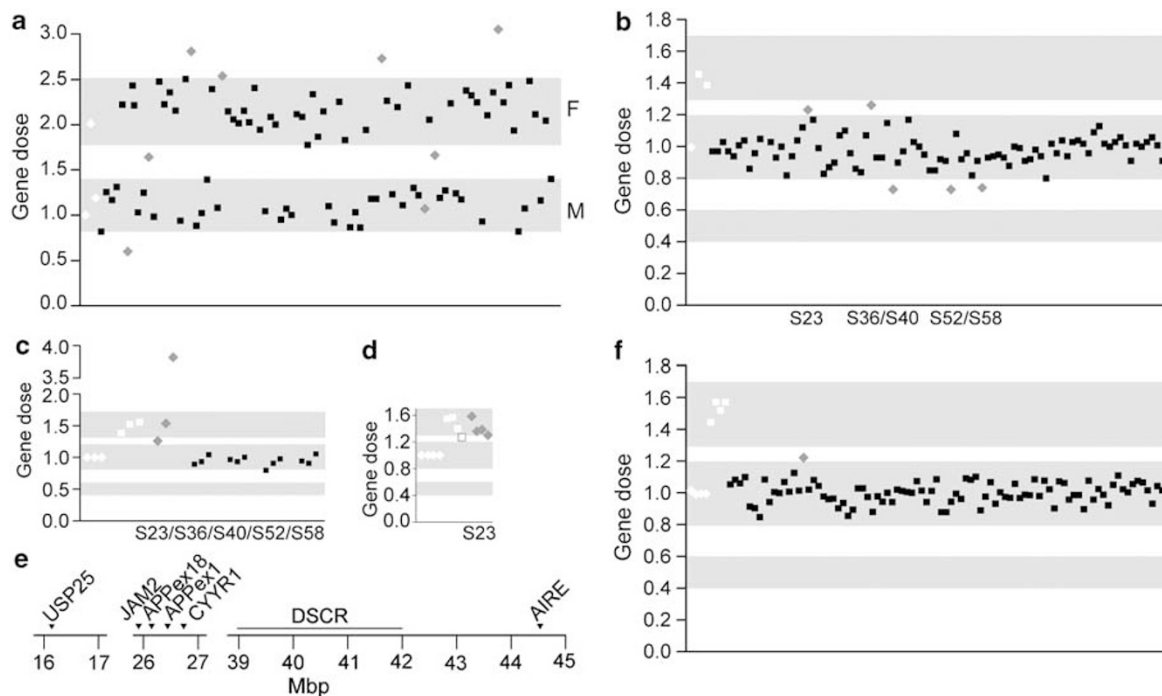 a
3.0
2.5
2.0
1.5
1.0
0.5
0.0
Gene dose
F
M
b
1.8
1.6
1.4
1.2
1.0
0.8
0.6
0.4
0.2
0.0
Gene dose
S23 S36/S40 S52/S58
c
4.0
3.5
2.0
1.5
1.0
0.5
0.0
Gene dose
S23/S36/S40/S52/S58
d
1.6
1.2
0.8
0.4
0.0
Gene dose
S23
e
USP25 JAM2 APPex18 APPex1 CYYR1 DSCR AIRE
16 17 26 27 39 40 41 42 43 44 45
Mbp
f
1.8
1.6
1.4
1.2
1.0
0.8
0.6
0.4
0.2
0.0
Gene dose